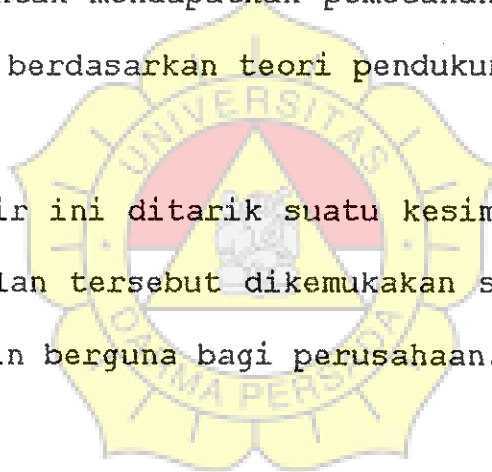 mendapatkan pemecahan
berdasarkan teori penduku
ir ini ditarik suatu kesim
lan tersebut dikemukakan s
in berguna bagi perusahaan.
UNIVERSITAS
DARMA PERSADA